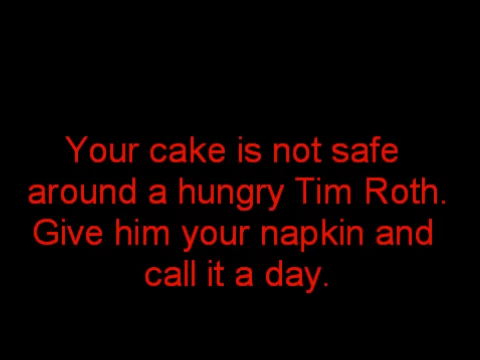 Your cake is not safe
around a hungry Tim Roth.
Give him your napkin and
call it a day.